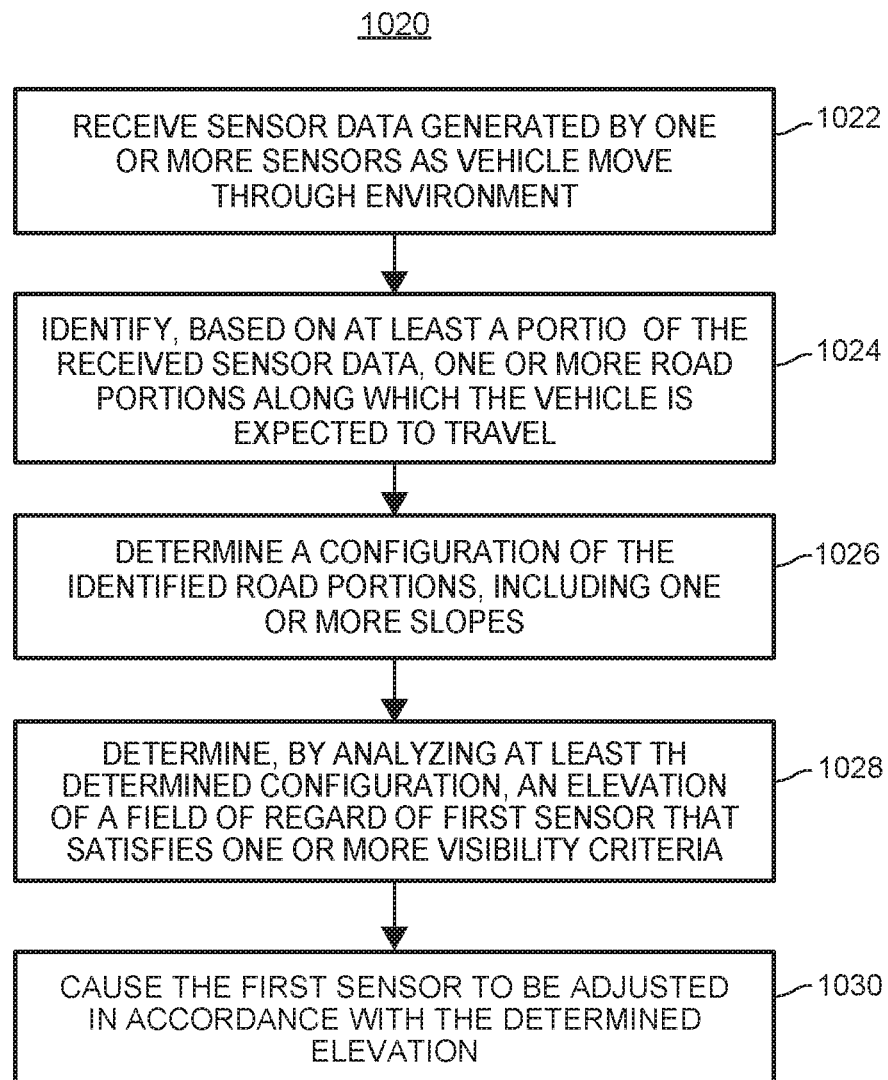 1020
RECEIVE SENSOR DATA GENERATED BY ONE
OR MORE SENSORS AS VEHICLE MOVE
THROUGH ENVIRONMENT
1022
IDENTIFY, BASED ON AT LEAST A PORTIO OF THE
RECEIVED SENSOR DATA, ONE OR MORE ROAD
PORTIONS ALONG WHICH THE VEHICLE IS
EXPECTED TO TRAVEL
1024
DETERMINE A CONFIGURATION OF THE
IDENTIFIED ROAD PORTIONS, INCLUDING ONE
OR MORE SLOPES
1026
DETERMINE, BY ANALYZING AT LEAST TH
DETERMINED CONFIGURATION, AN ELEVATION
OF A FIELD OF REGARD OF FIRST SENSOR THAT
SATISFIES ONE OR MORE VISIBILITY CRITERIA
1028
CAUSE THE FIRST SENSOR TO BE ADJUSTED
IN ACCORDANCE WITH THE DETERMINED
ELEVATION
1030